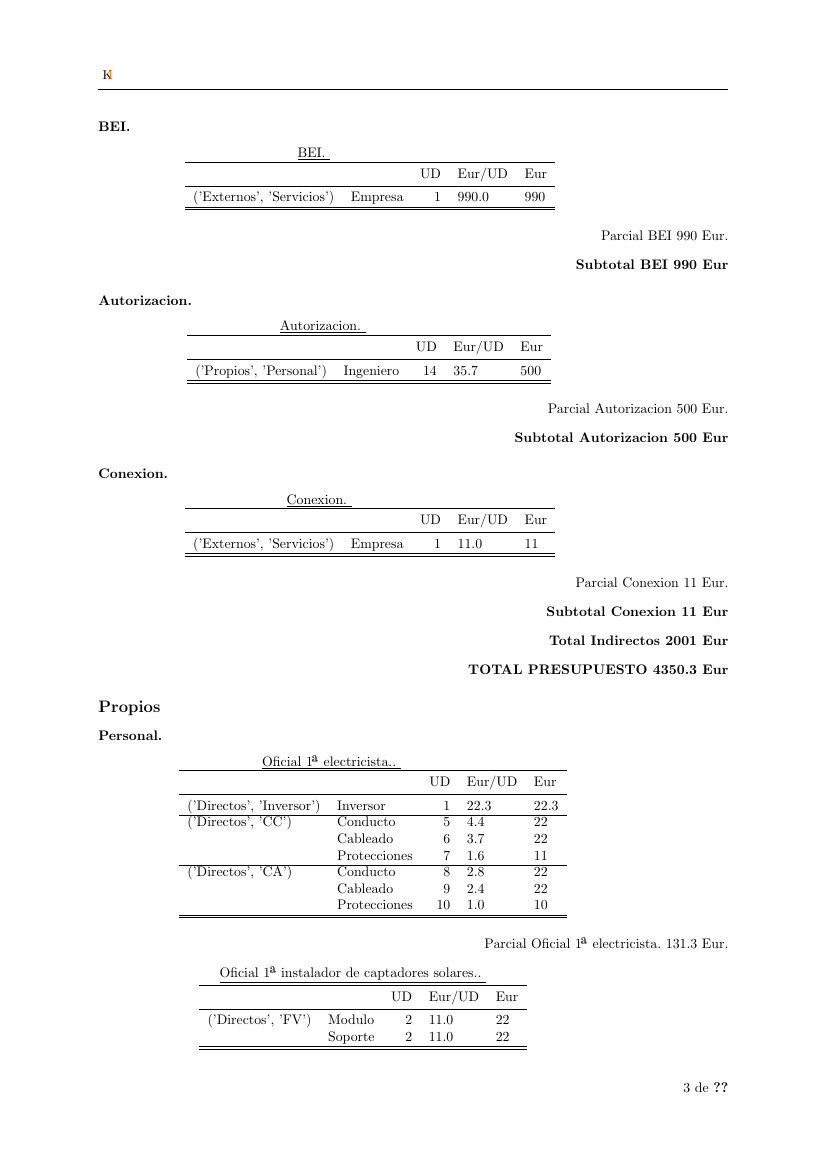 K
BEI.
BEI.
UD Eur/UD Eur
('Externos', 'Servicios') Empresa 1 990.0 990
Parcial BEI 990 Eur.
Subtotal BEI 990 Eur
Autorizacion.
Autorizacion.
UD Eur/UD Eur
('Propios', 'Personal') Ingeniero 14 35.7 500
Parcial Autorizacion 500 Eur.
Subtotal Autorizacion 500 Eur
Conexion.
Conexion.
UD Eur/UD Eur
('Externos', 'Servicios') Empresa 1 11.0 11
Parcial Conexion 11 Eur.
Subtotal Conexion 11 Eur
Total Indirectos 2001 Eur
TOTAL PRESUPUESTO 4350.3 Eur
Propios
Personal.
Oficial 1ª electricista..
UD Eur/UD Eur
('Directos', 'Inversor') Inversor 1 22.3 22.3
('Directos', 'CC') Conducto 5 4.4 22
Cableado 6 3.7 22
Protecciones 7 1.6 11
('Directos', 'CA') Conducto 8 2.8 22
Cableado 9 2.4 22
Protecciones 10 1.0 10
Parcial Oficial 1ª electricista. 131.3 Eur.
Oficial 1ª instalador de captadores solares..
UD Eur/UD Eur
('Directos', 'FV') Modulo 2 11.0 22
Soporte 2 11.0 22
3 de ??